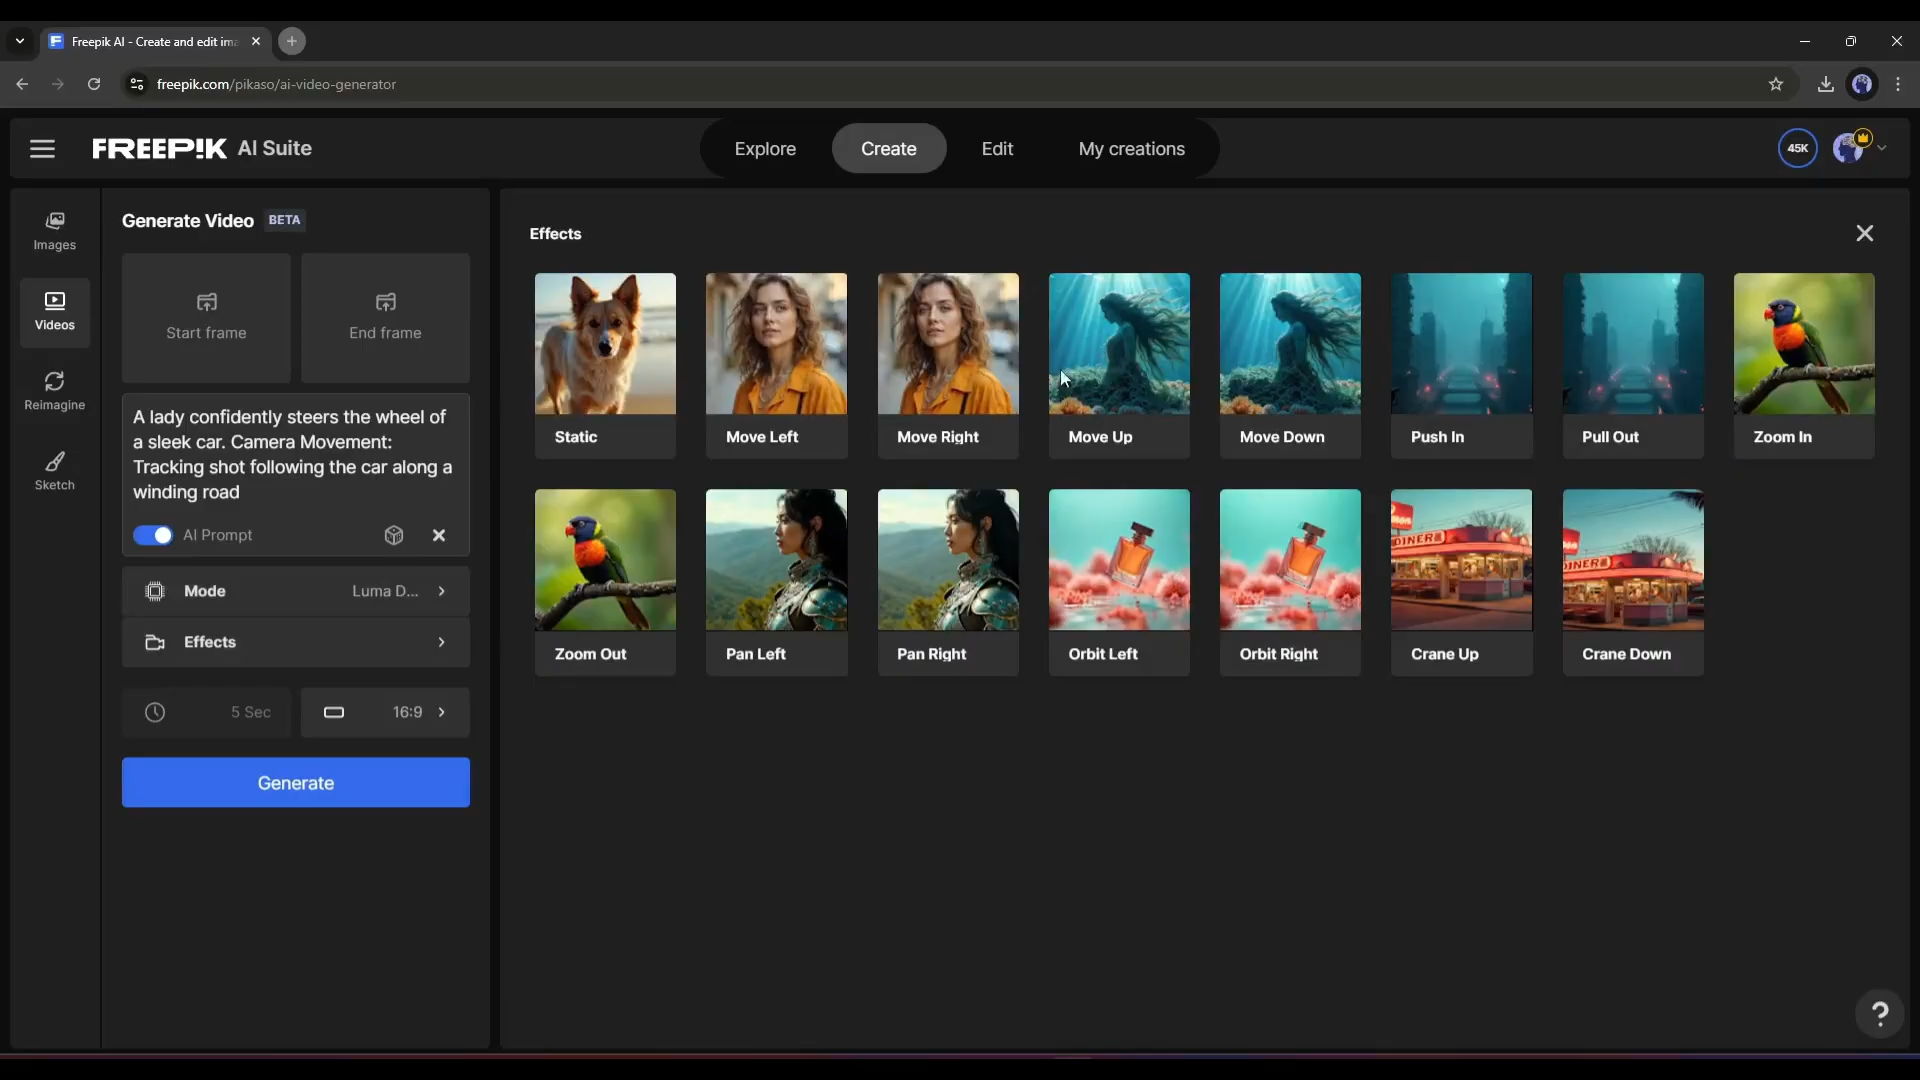 Freepik AI - Create and edit im
freepik.com/pikaso/ai-video-generator
FREEPIK AI Suite
Explore
Create
Edit
My creations
45K
Images
Videos
Reimagine
Sketch
Generate Video BETA
Start frame
End frame
A lady confidently steers the wheel of
a sleek car. Camera Movement:
Tracking shot following the car along a
winding road
AI Prompt
Mode Luma D...
Effects
5 Sec
16:9
Generate
Effects
Static
Move Left
Move Right
Move Up
Move Down
Push In
Pull Out
Zoom In
DINER
DINER
Zoom Out
Pan Left
Pan Right
Orbit Left
Orbit Right
Crane Up
Crane Down
?